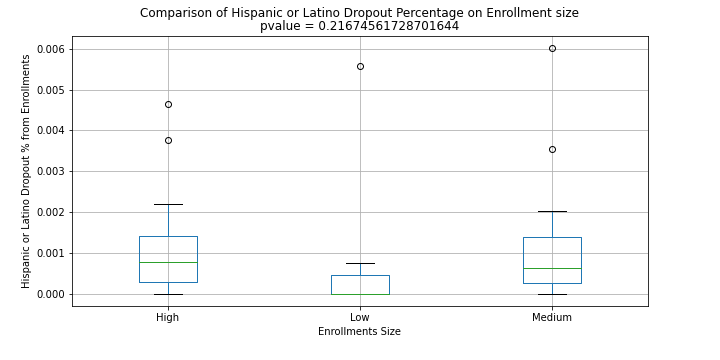 Comparison of Hispanic or Latino Dropout Percentage on Enrollment size
pvalue = 0.21674561728701644
0.006
0.005
0.004
0.003
0.002
0.001
0.000
Hispanic or Latino Dropout % from Enrollments
High
Low
Medium
Enrollments Size